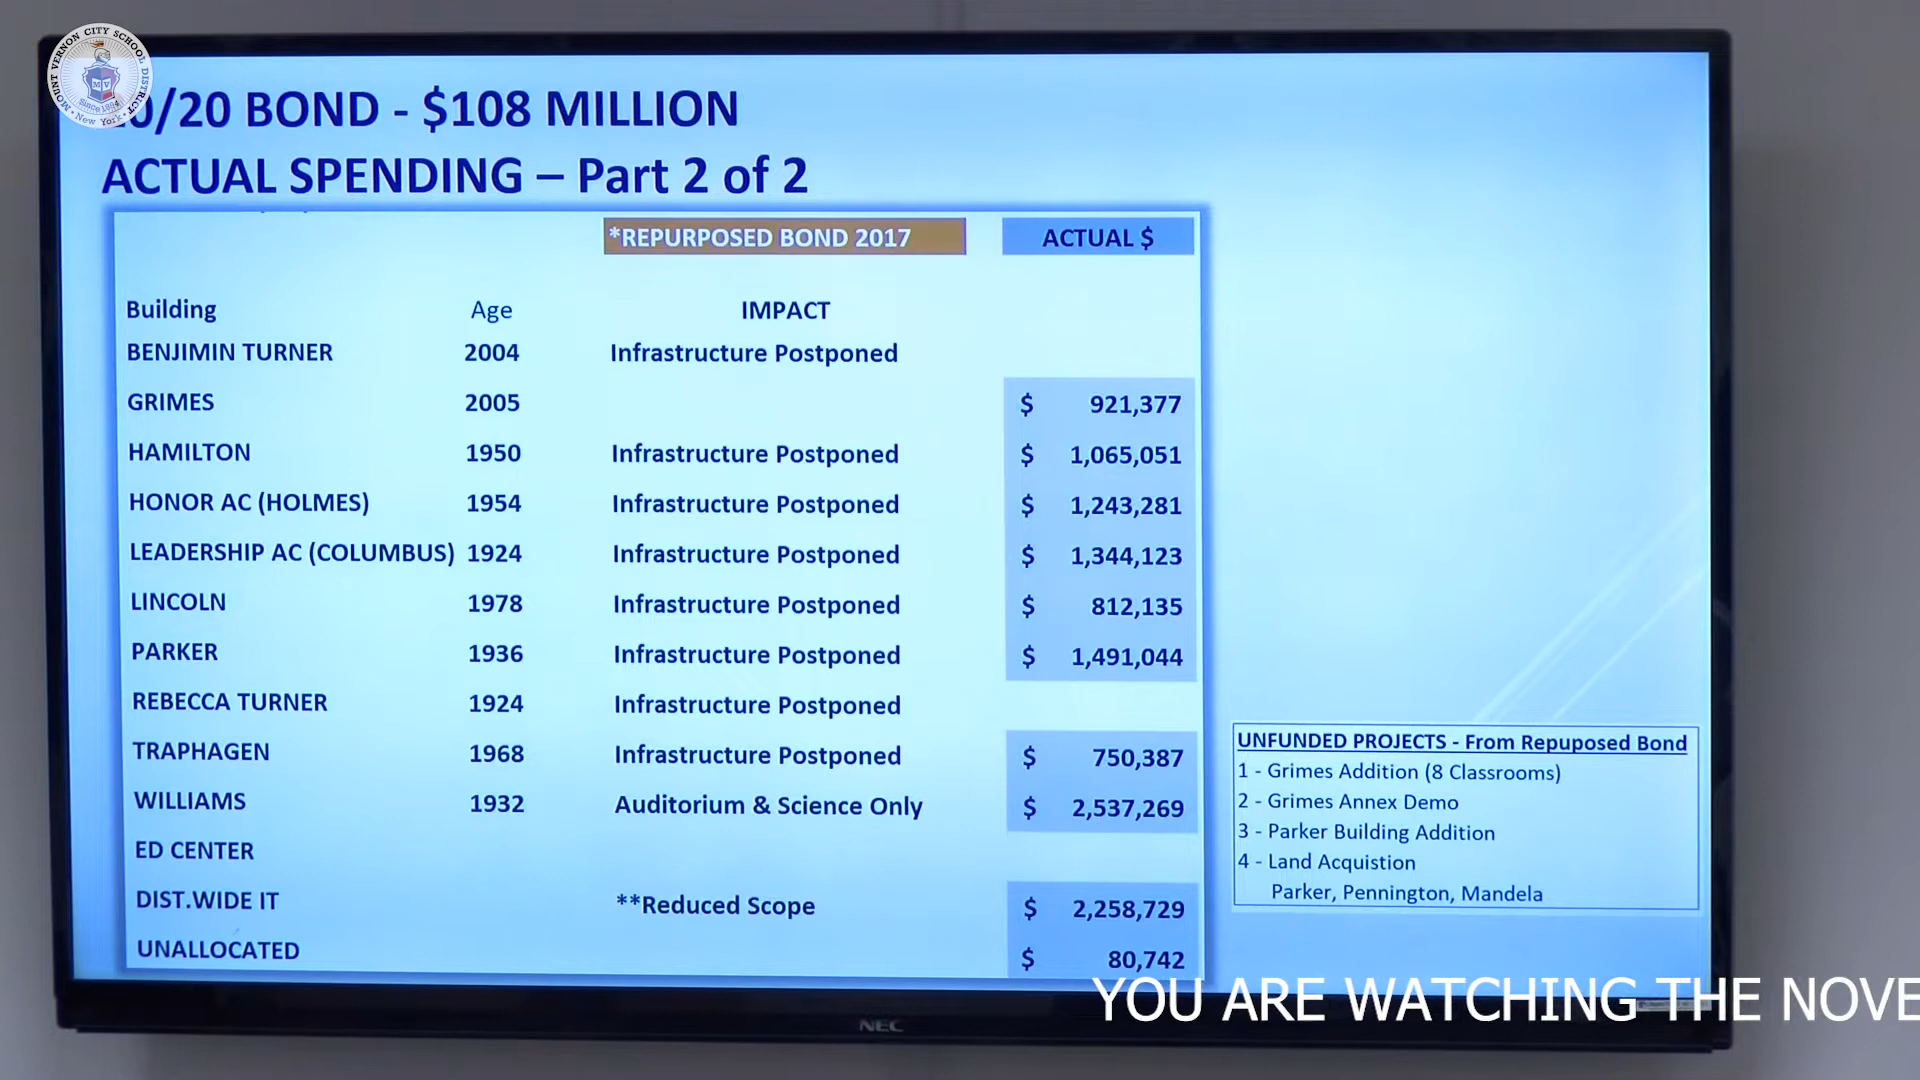 MOUNT VERNON CITY SCHOOL DISTRICT
MV
Since 1894
New York
0/20 BOND - $108 MILLION
ACTUAL SPENDING – Part 2 of 2
*REPURPOSED BOND 2017 ACTUAL $
Building Age IMPACT
BENJIMIN TURNER 2004 Infrastructure Postponed
GRIMES 2005 $ 921,377
HAMILTON 1950 Infrastructure Postponed $ 1,065,051
HONOR AC (HOLMES) 1954 Infrastructure Postponed $ 1,243,281
LEADERSHIP AC (COLUMBUS) 1924 Infrastructure Postponed $ 1,344,123
LINCOLN 1978 Infrastructure Postponed $ 812,135
PARKER 1936 Infrastructure Postponed $ 1,491,044
REBECCA TURNER 1924 Infrastructure Postponed
TRAPHAGEN 1968 Infrastructure Postponed $ 750,387
WILLIAMS 1932 Auditorium & Science Only $ 2,537,269
ED CENTER
DIST.WIDE IT **Reduced Scope $ 2,258,729
UNALLOCATED $ 80,742
UNFUNDED PROJECTS - From Repuposed Bond
1 - Grimes Addition (8 Classrooms)
2 - Grimes Annex Demo
3 - Parker Building Addition
4 - Land Acquistion
Parker, Pennington, Mandela
YOU ARE WATCHING THE NOVE
NEC